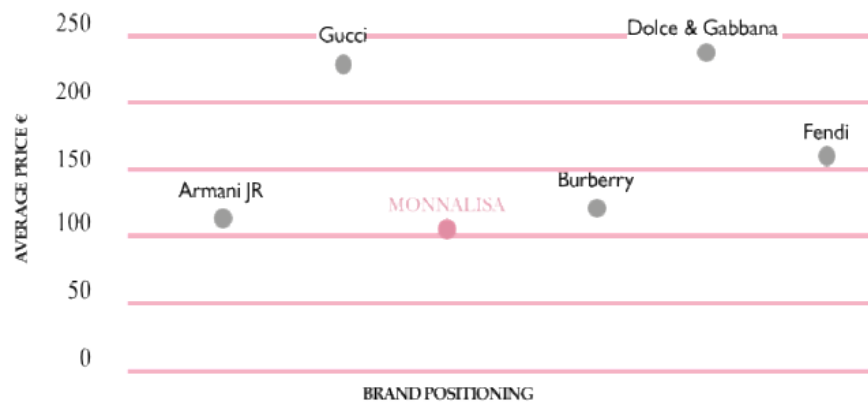 250
Gucci
Dolce & Gabbana
200
Fendi
150
Armani JR
MONNALISA
Burberry
100
50
0
AVERAGE PRICE €
BRAND POSITIONING